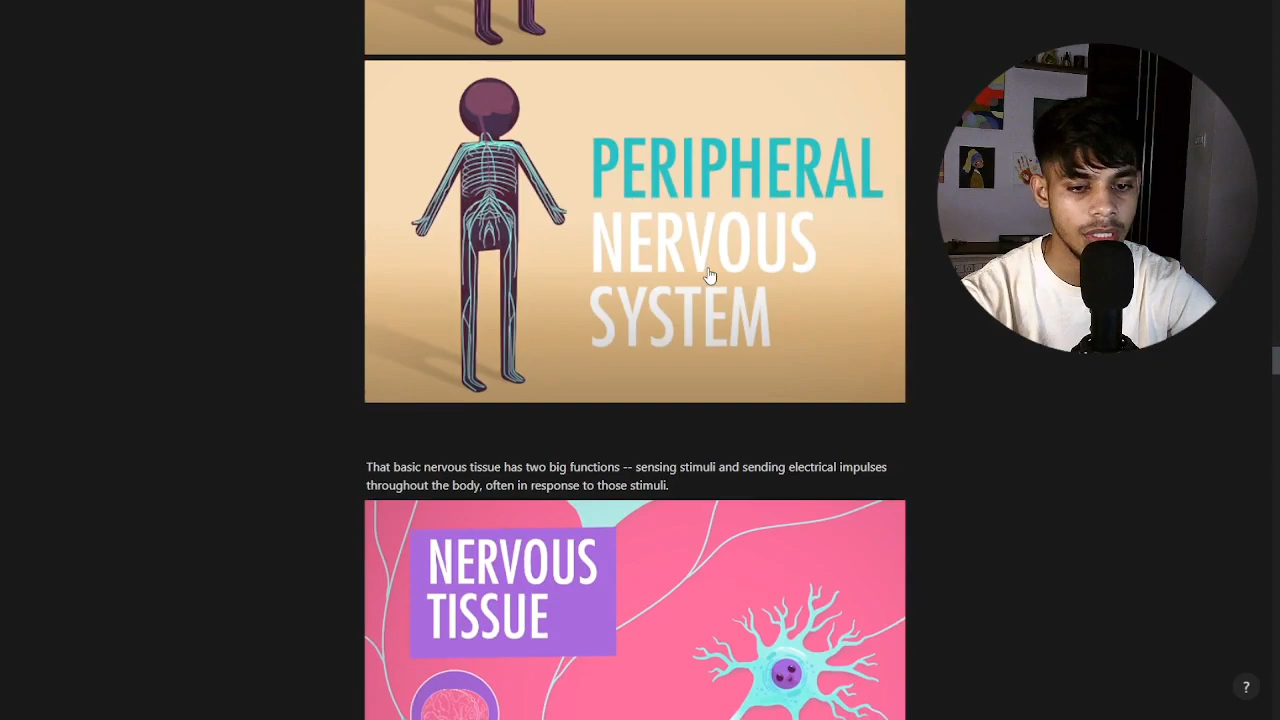 PERIPHERAL
NERVOUS
SYSTEM
That basic nervous tissue has two big functions -- sensing stimuli and sending electrical impulses
throughout the body, often in response to those stimuli.
NERVOUS
TISSUE
?